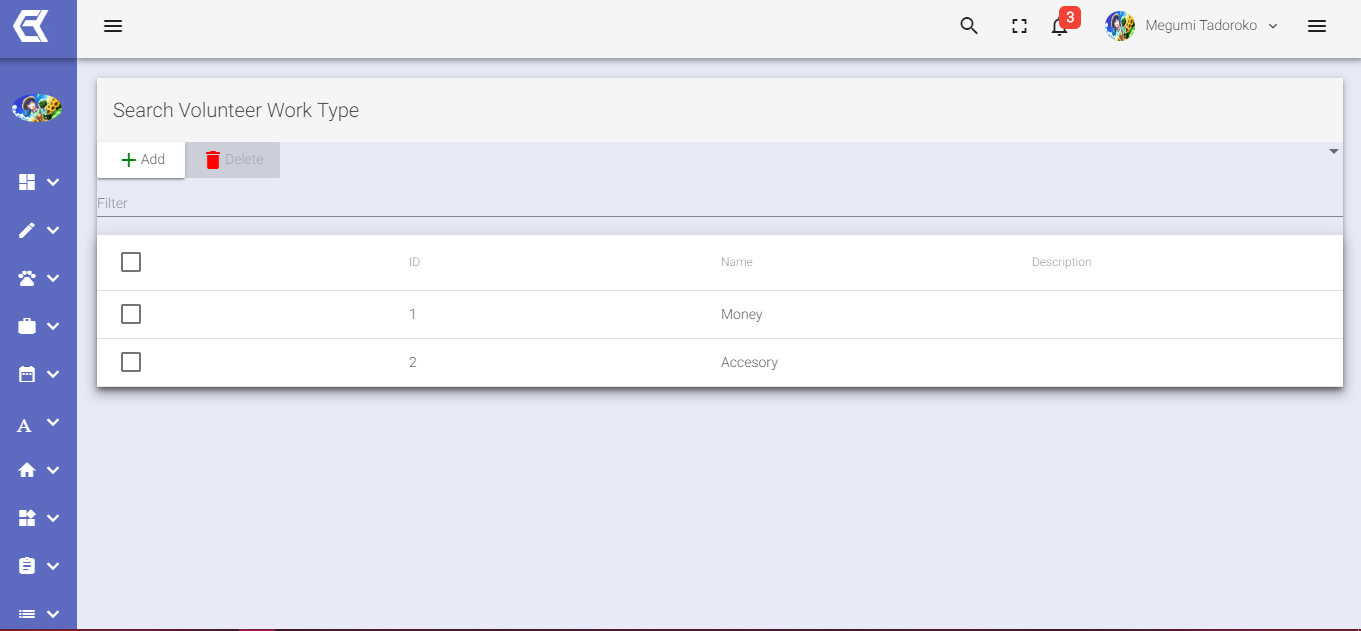 3
Megumi Tadoroko
Search Volunteer Work Type
Add Delete
Filter
ID Name Description
1 Money
2 Accesory
A